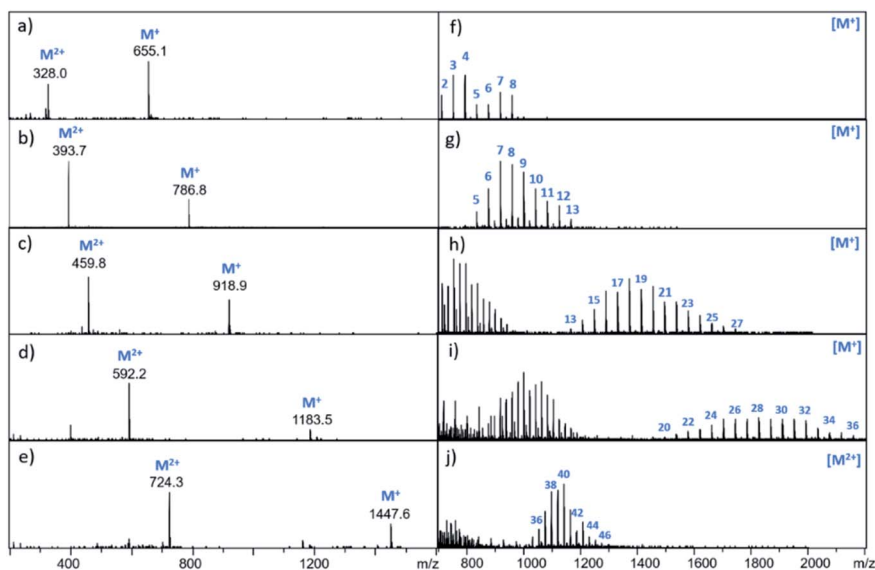 a)
M⁺
655.1
M²⁺
328.0
b)
M²⁺
393.7
M⁺
786.8
c)
M²⁺
459.8
M⁺
918.9
d)
M²⁺
592.2
M⁺
1183.5
e)
M²⁺
724.3
M⁺
1447.6
400 800 1200 m/z
f)
[M⁺]
2 3 4 5 6 7 8
g)
[M⁺]
5 6 7 8 9 10 11 12 13
h)
[M⁺]
13 15 17 19 21 23 25 27
i)
[M⁺]
20 22 24 26 28 30 32 34 36
j)
[M²⁺]
36 38 40 42 44 46
800 1000 1200 1400 1600 1800 2000 m/z